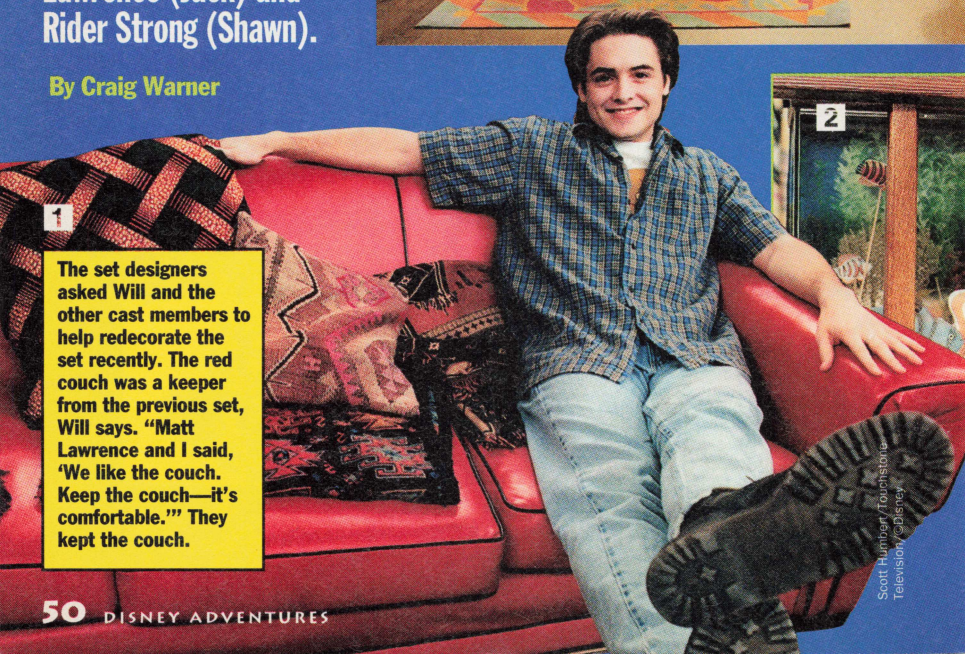 Lawrence (Jack) and
Rider Strong (Shawn).
By Craig Warner
2
1
The set designers
asked Will and the
other cast members to
help redecorate the
set recently. The red
couch was a keeper
from the previous set,
Will says. “Matt
Lawrence and I said,
‘We like the couch.
Keep the couch—it’s
comfortable.’” They
kept the couch.
Scott Humbert/Touchstone
Television/©Disney
50 DISNEY ADVENTURES